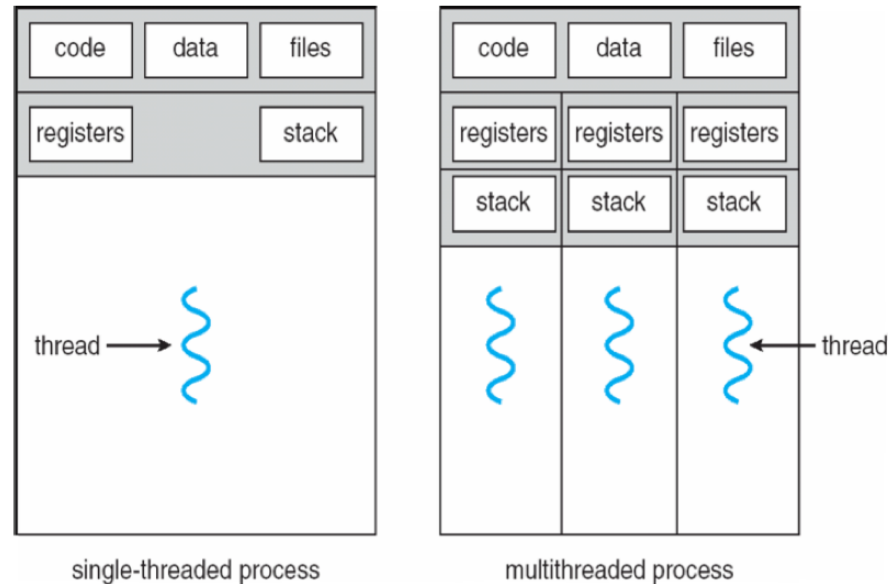 code data files
registers stack
thread
single-threaded process
code data files
registers registers registers
stack stack stack
thread
multithreaded process